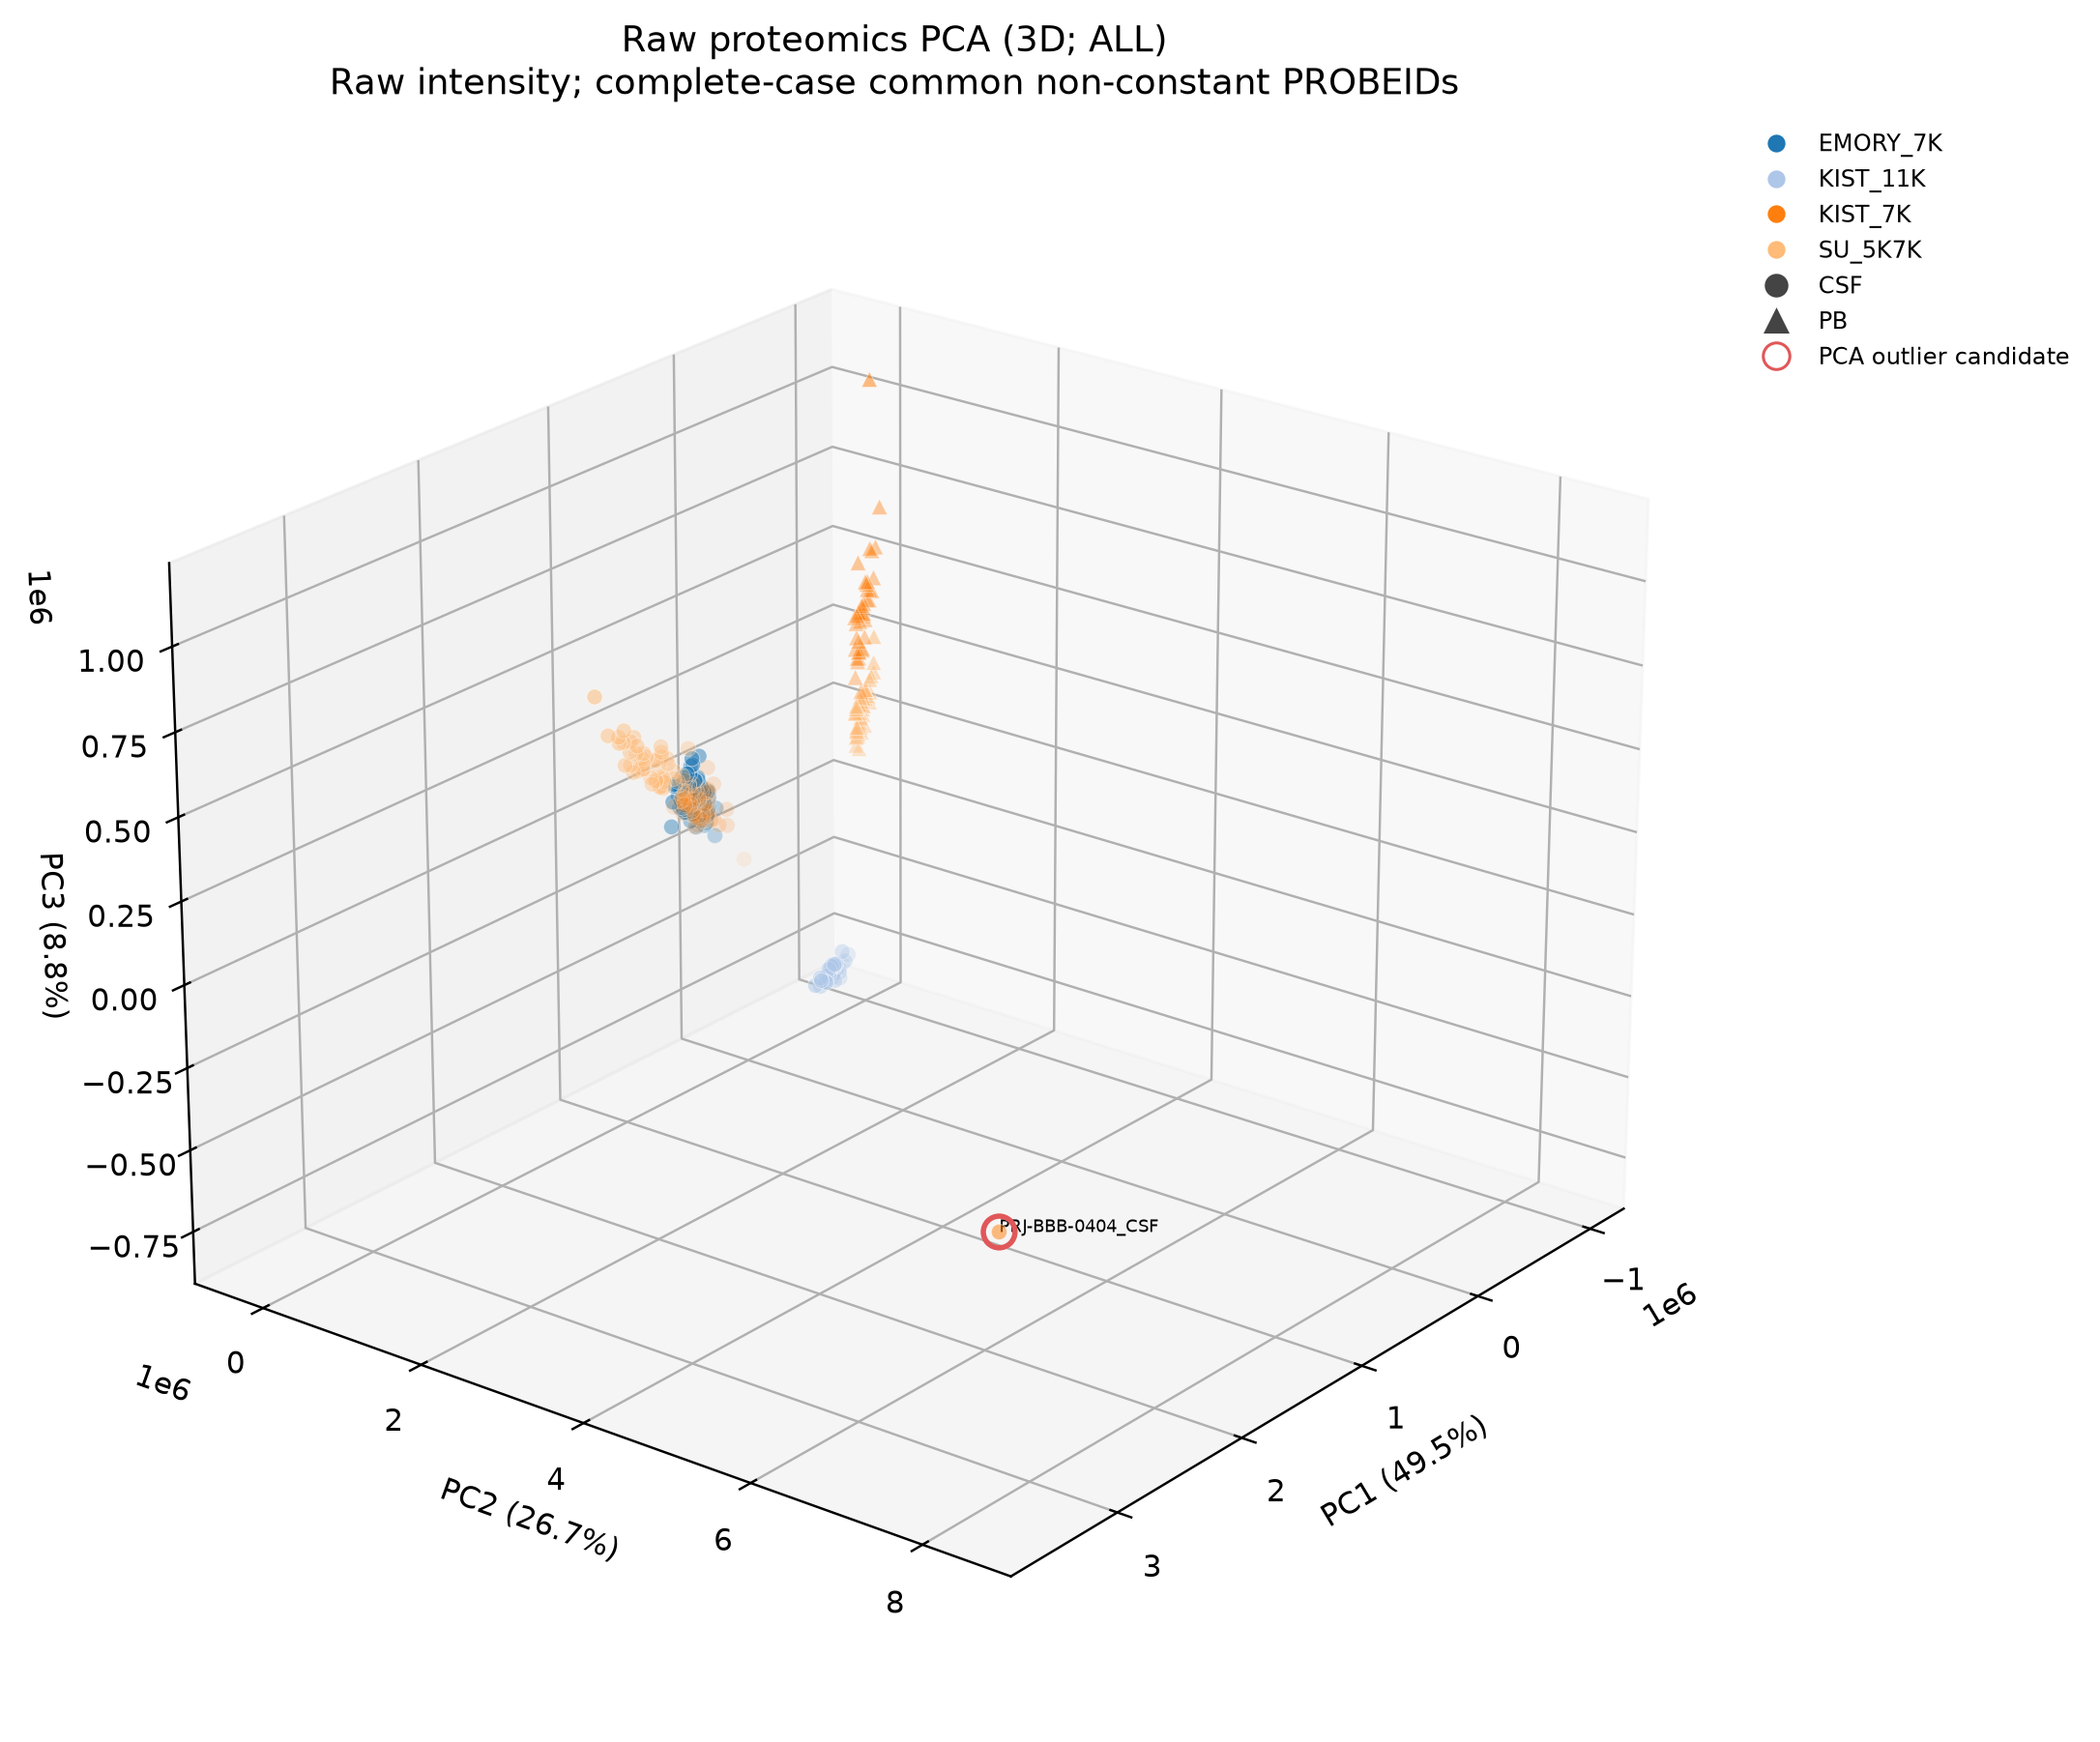 Raw proteomics PCA (3D; ALL)
Raw intensity; complete-case common non-constant PROBEIDs
EMORY_7K
KIST_11K
KIST_7K
SU_5K7K
CSF
PB
PCA outlier candidate
1e6
1.00
0.75
0.50
0.25
0.00
−0.25
−0.50
−0.75
PC3 (8.8%)
PRJ-BBB-0404_CSF
1e6
0
2
4
6
8
PC2 (26.7%)
−1
1e6
0
1
2
3
PC1 (49.5%)